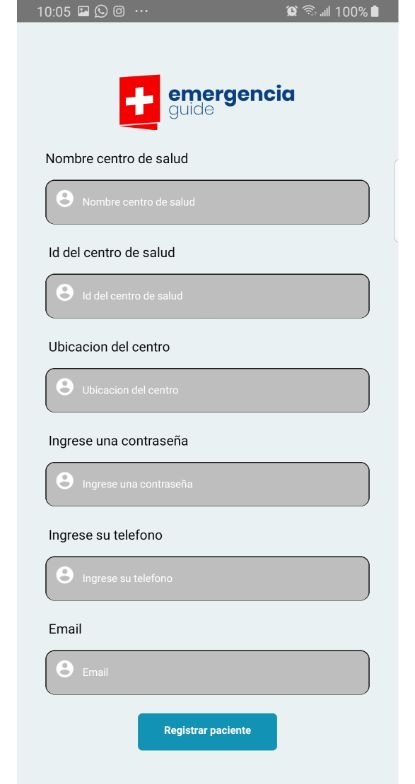 10:05 ... 100%
emergencia
guide
Nombre centro de salud
Nombre centro de salud
Id del centro de salud
Id del centro de salud
Ubicacion del centro
Ubicacion del centro
Ingrese una contraseña
Ingrese una contraseña
Ingrese su telefono
Ingrese su telefono
Email
Email
Registrar paciente